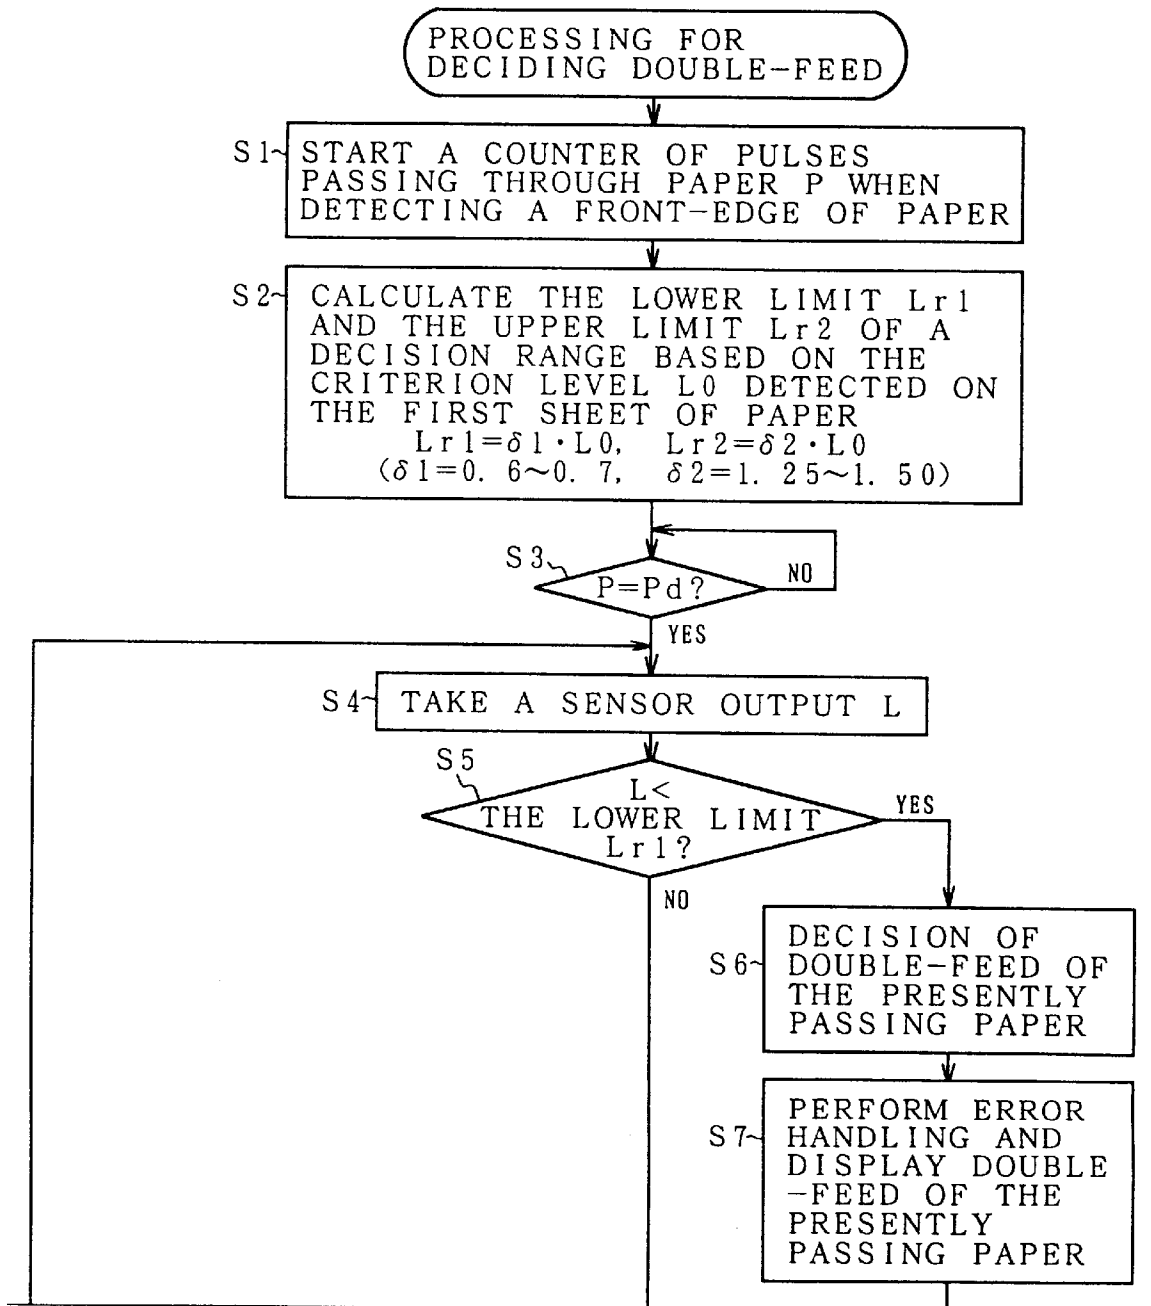 PROCESSING FOR
DECIDING DOUBLE-FEED
S1
START A COUNTER OF PULSES
PASSING THROUGH PAPER P WHEN
DETECTING A FRONT-EDGE OF PAPER
S2
CALCULATE THE LOWER LIMIT Lr1
AND THE UPPER LIMIT Lr2 OF A
DECISION RANGE BASED ON THE
CRITERION LEVEL L0 DETECTED ON
THE FIRST SHEET OF PAPER
Lr1=δ1·L0, Lr2=δ2·L0
(δ1=0.6~0.7, δ2=1.25~1.50)
S3
P=Pd?
NO
YES
S4
TAKE A SENSOR OUTPUT L
S5
L<
THE LOWER LIMIT
Lr1?
YES
NO
S6
DECISION OF
DOUBLE-FEED OF
THE PRESENTLY
PASSING PAPER
S7
PERFORM ERROR
HANDLING AND
DISPLAY DOUBLE
-FEED OF THE
PRESENTLY
PASSING PAPER